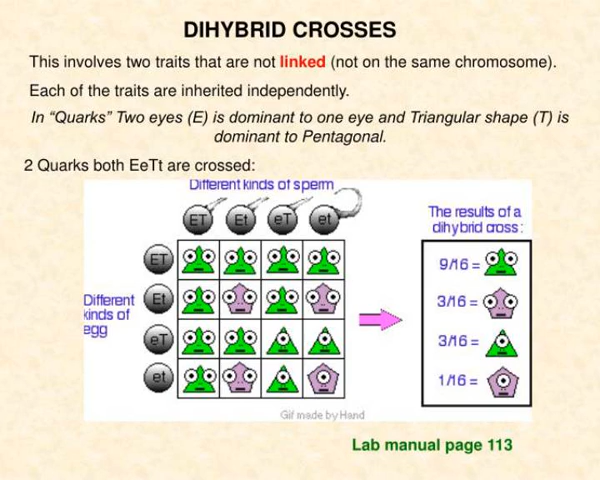 DIHYBRID CROSSES
This involves two traits that are not linked (not on the same chromosome).
Each of the traits are inherited independently.
In “Quarks” Two eyes (E) is dominant to one eye and Triangular shape (T) is
dominant to Pentagonal.
2 Quarks both EeTt are crossed:
Different kinds of sperm
ET Et eT et
The results of a
dihybrid cross:
ET
9/16 =
Different
kinds of
egg
Et
3/16 =
eT
3/16 =
et
1/16 =
Gif made by Hand
Lab manual page 113